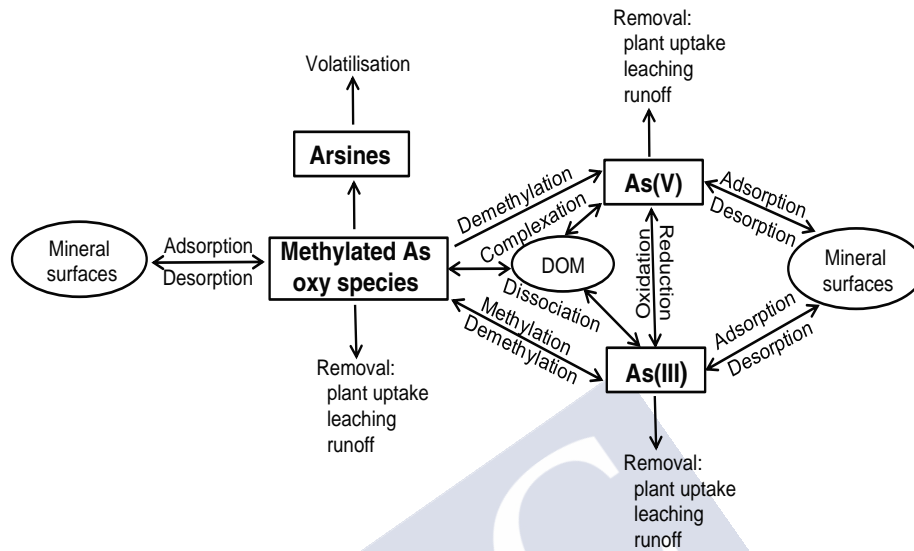 Removal:
plant uptake
leaching
runoff
Volatilisation
Arsines
As(V)
Demethylation
Complexation
Adsorption
Desorption
Mineral
surfaces
Adsorption
Desorption
Methylated As
oxy species
DOM
Oxidation
Reduction
Mineral
surfaces
Dissociation
Methylation
Demethylation
Adsorption
Desorption
As(III)
Removal:
plant uptake
leaching
runoff
Removal:
plant uptake
leaching
runoff